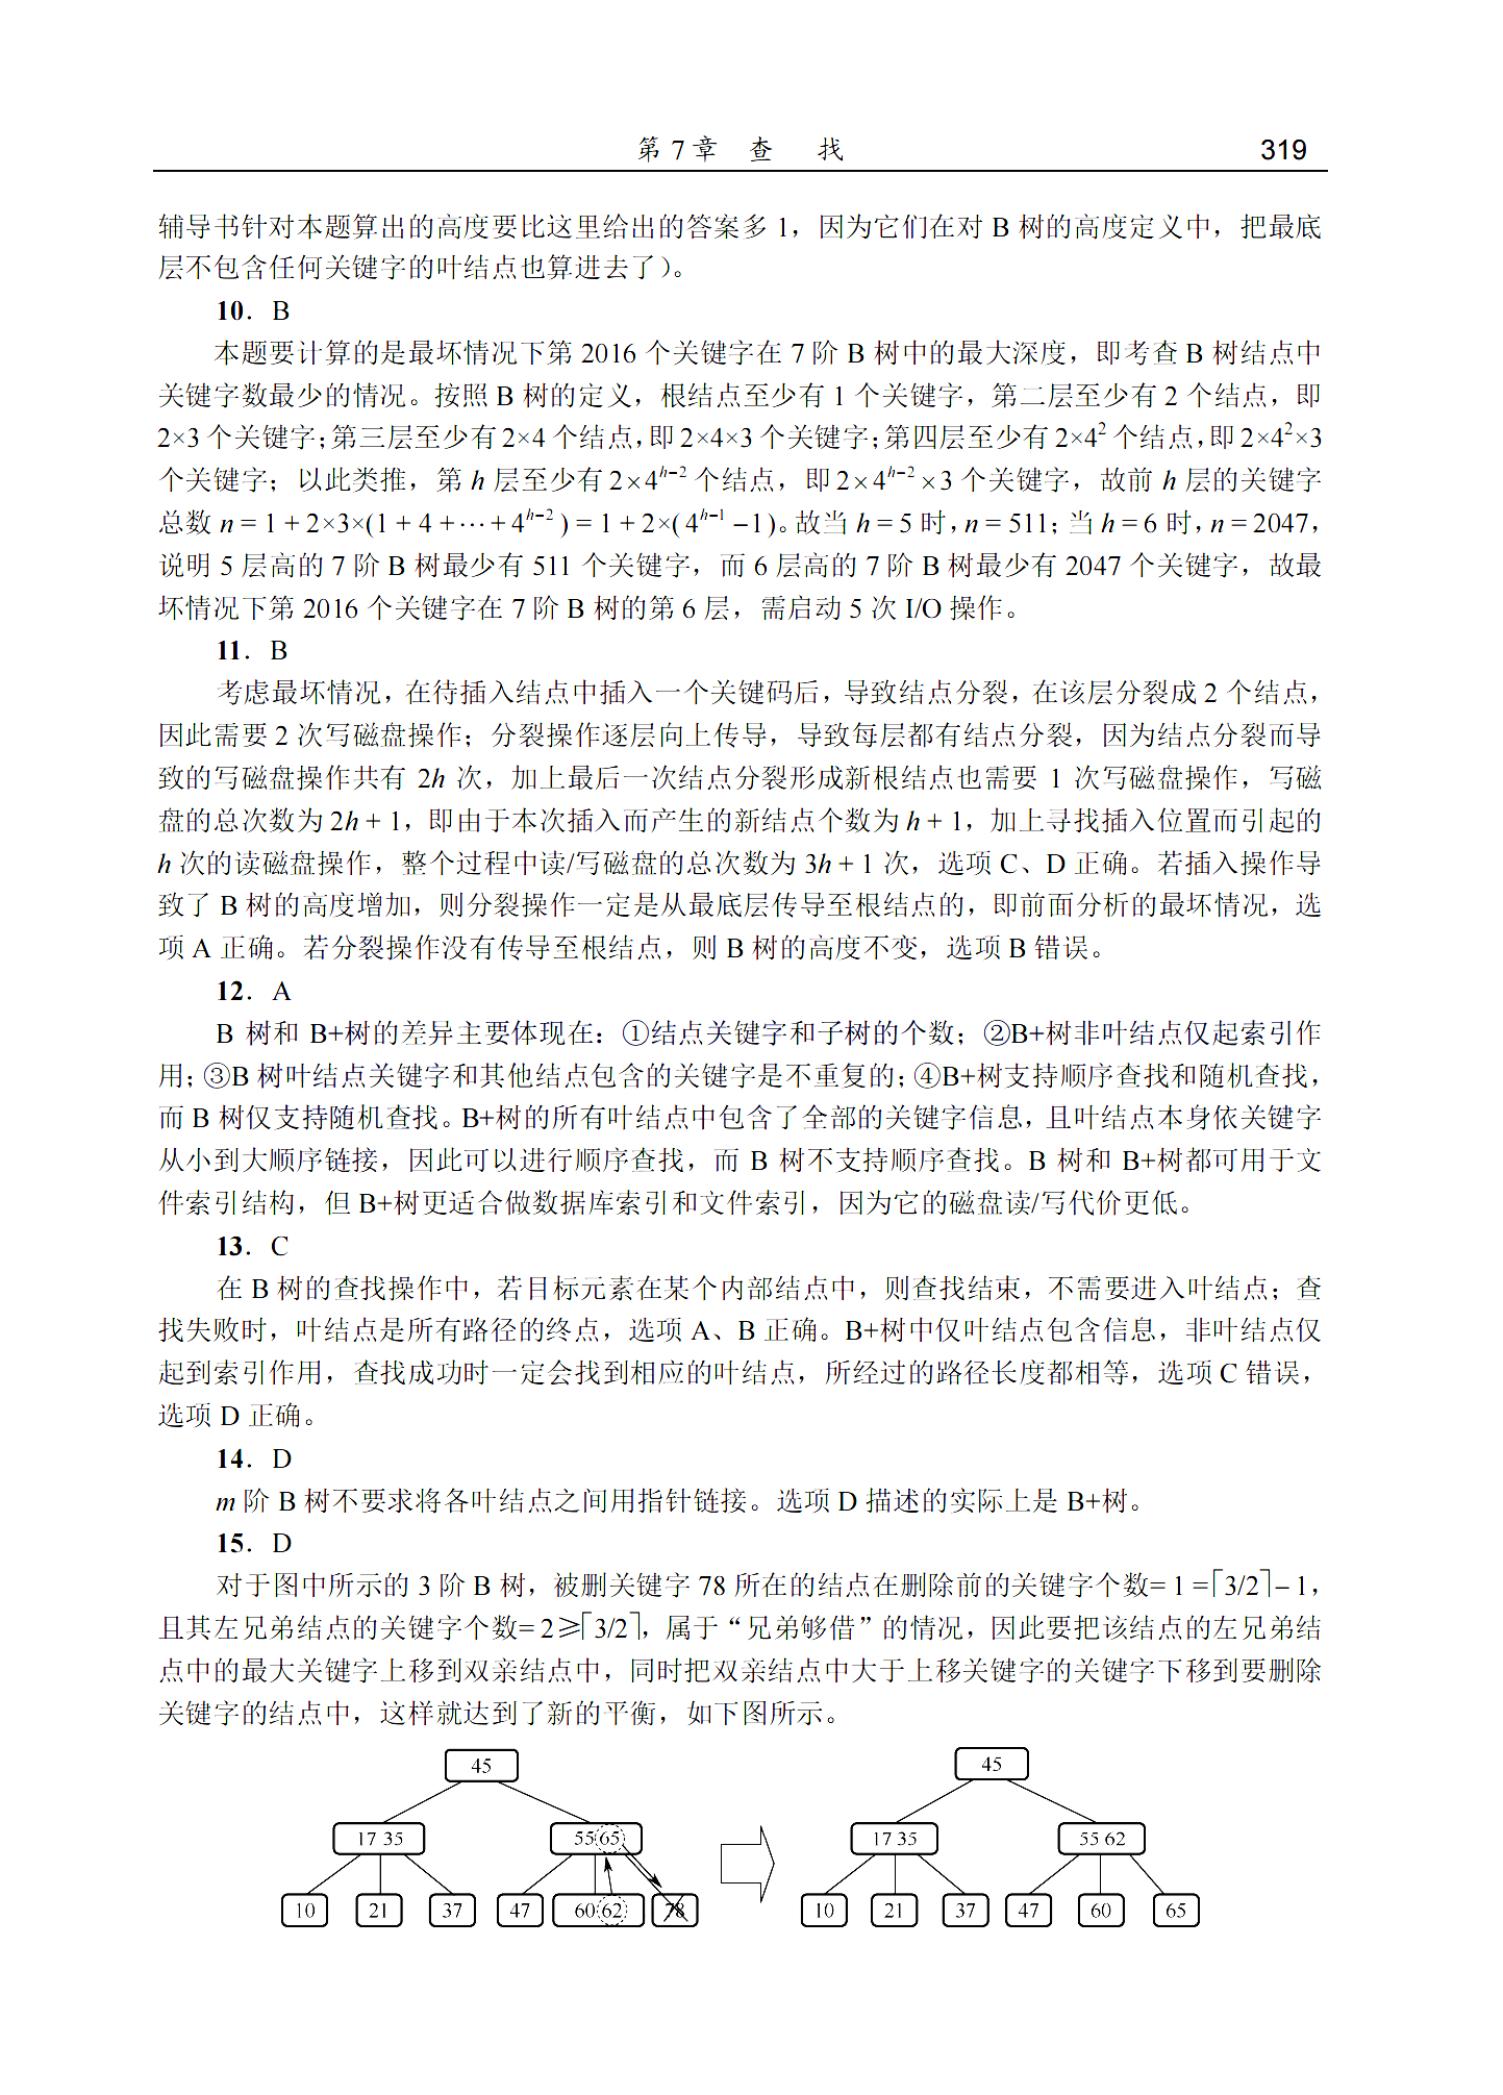 第 7 章 查 找 319
辅导书针对本题算出的高度要比这里给出的答案多 1，因为它们在对 B 树的高度定义中，把最底
层不包含任何关键字的叶结点也算进去了）。
10． B
本题要计算的是最坏情况下第 2016 个关键字在 7 阶 B 树中的最大深度，即考查 B 树结点中
关键字数最少的情况。按照 B 树的定义，根结点至少有 1 个关键字，第二层至少有 2 个结点，即
2×3 个关键字；第三层至少有 2×4 个结点，即 2×4×3 个关键字；第四层至少有 2×4² 个结点，即 2×4²×3
个关键字；以此类推，第 h 层至少有 2×4^{h−2} 个结点，即 2×4^{h−2}×3 个关键字，故前 h 层的关键字
总数 n = 1 + 2×3×(1 + 4 + ⋯ + 4^{h−2}) = 1 + 2×(4^{h−1} −1)。故当 h = 5 时，n = 511；当 h = 6 时，n = 2047，
说明 5 层高的 7 阶 B 树最少有 511 个关键字，而 6 层高的 7 阶 B 树最少有 2047 个关键字，故最
坏情况下第 2016 个关键字在 7 阶 B 树的第 6 层，需启动 5 次 I/O 操作。
11． B
考虑最坏情况，在待插入结点中插入一个关键码后，导致结点分裂，在该层分裂成 2 个结点，
因此需要 2 次写磁盘操作；分裂操作逐层向上传导，导致每层都有结点分裂，因为结点分裂而导
致的写磁盘操作共有 2h 次，加上最后一次结点分裂形成新根结点也需要 1 次写磁盘操作，写磁
盘的总次数为 2h + 1，即由于本次插入而产生的新结点个数为 h + 1，加上寻找插入位置而引起的
h 次的读磁盘操作，整个过程中读/写磁盘的总次数为 3h + 1 次，选项 C、D 正确。若插入操作导
致了 B 树的高度增加，则分裂操作一定是从最底层传导至根结点的，即前面分析的最坏情况，选
项 A 正确。若分裂操作没有传导至根结点，则 B 树的高度不变，选项 B 错误。
12． A
B 树和 B+树的差异主要体现在：①结点关键字和子树的个数；②B+树非叶结点仅起索引作
用；③B 树叶结点关键字和其他结点包含的关键字是不重复的；④B+树支持顺序查找和随机查找，
而 B 树仅支持随机查找。B+树的所有叶结点中包含了全部的关键字信息，且叶结点本身依关键字
从小到大顺序链接，因此可以进行顺序查找，而 B 树不支持顺序查找。B 树和 B+树都可用于文
件索引结构，但 B+树更适合做数据库索引和文件索引，因为它的磁盘读/写代价更低。
13． C
在 B 树的查找操作中，若目标元素在某个内部结点中，则查找结束，不需要进入叶结点；查
找失败时，叶结点是所有路径的终点，选项 A、B 正确。B+树中仅叶结点包含信息，非叶结点仅
起到索引作用，查找成功时一定会找到相应的叶结点，所经过的路径长度都相等，选项 C 错误，
选项 D 正确。
14． D
m 阶 B 树不要求将各叶结点之间用指针链接。选项 D 描述的实际上是 B+树。
15． D
对于图中所示的 3 阶 B 树，被删关键字 78 所在的结点在删除前的关键字个数= 1 =⌈3/2⌉− 1，
且其左兄弟结点的关键字个数= 2 ≥⌈3/2⌉，属于“兄弟够借”的情况，因此要把该结点的左兄弟结
点中的最大关键字上移到双亲结点中，同时把双亲结点中大于上移关键字的关键字下移到要删除
关键字的结点中，这样就达到了新的平衡，如下图所示。
45 45
17 35 55 65 17 35 55 62
10 21 37 47 60 62 78 10 21 37 47 60 65